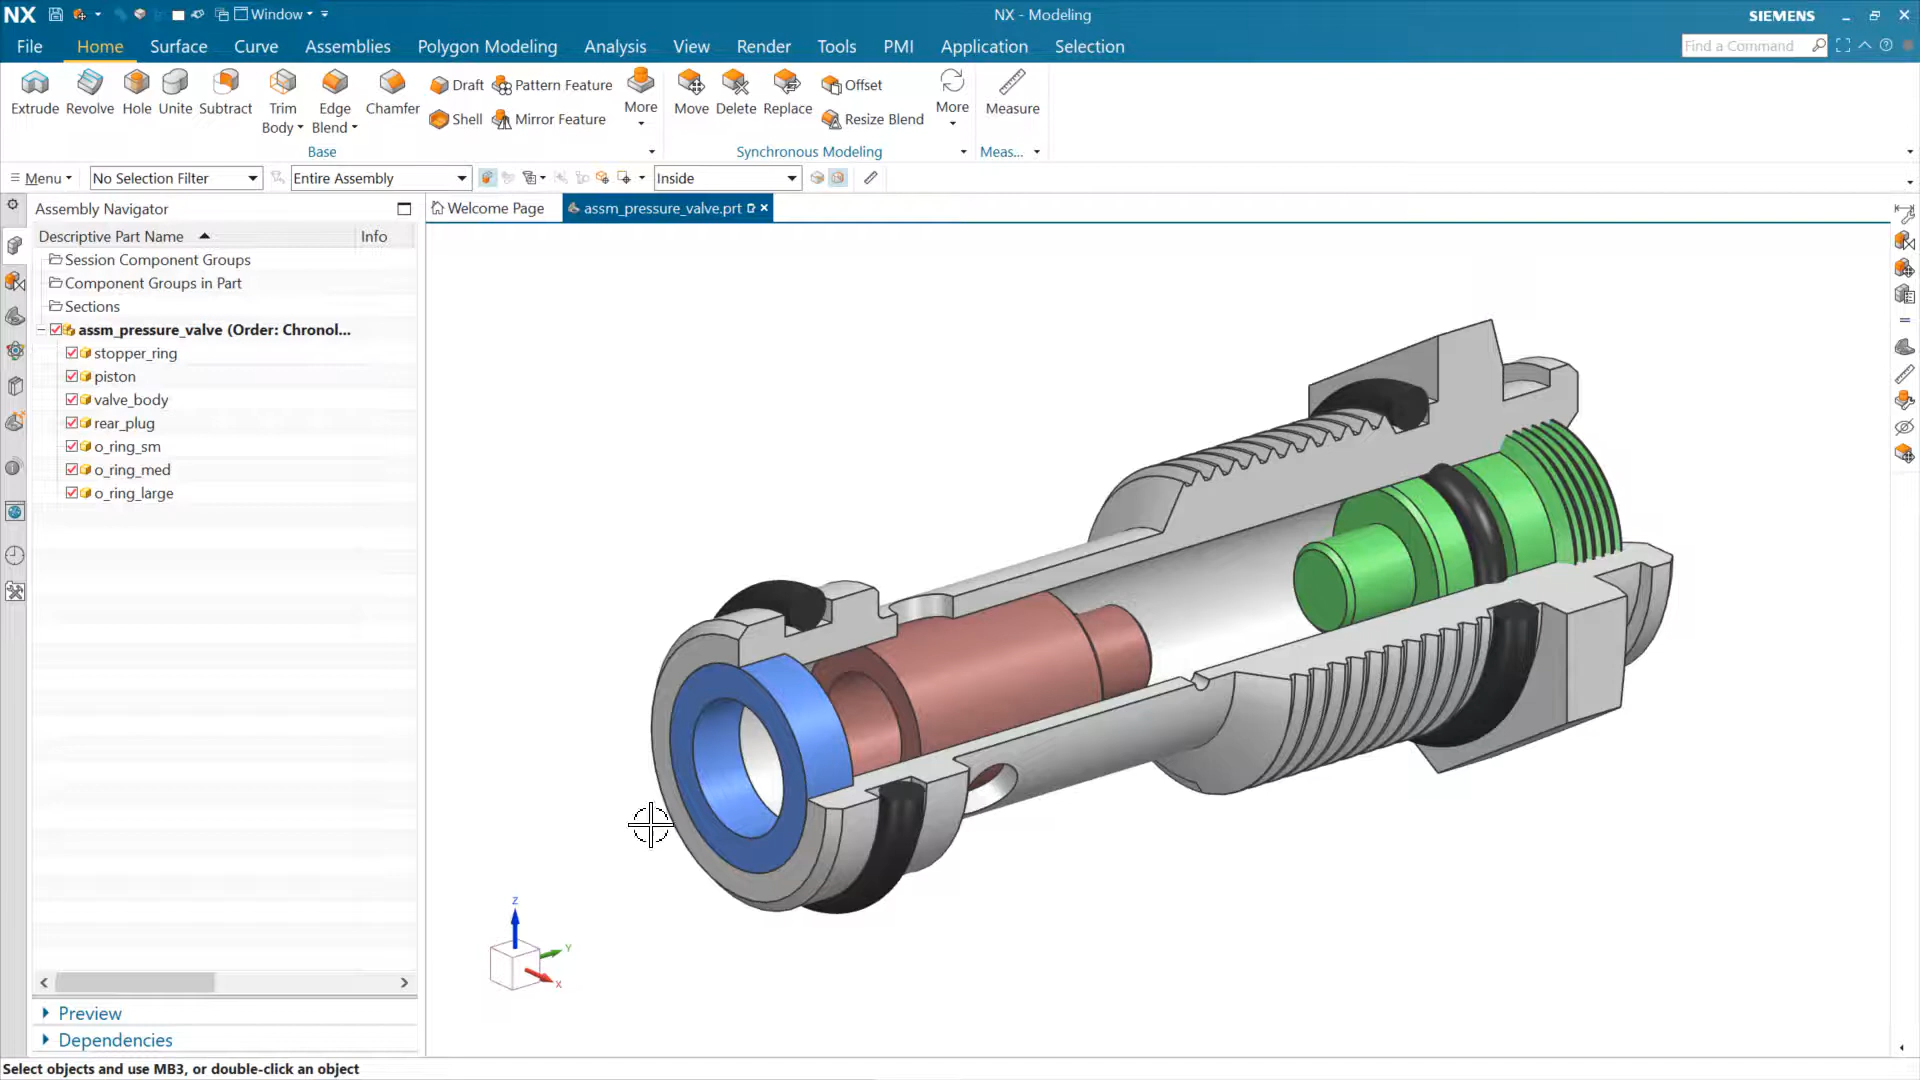 NX Window NX - Modeling SIEMENS
File Home Surface Curve Assemblies Polygon Modeling Analysis View Render Tools PMI Application Selection Find a Command
Extrude Revolve Hole Unite Subtract Trim Body Edge Blend Chamfer Draft Pattern Feature More Move Delete Replace Offset More Measure
Shell Mirror Feature Resize Blend
Base Synchronous Modeling Meas...
Menu No Selection Filter Entire Assembly Inside
Assembly Navigator Welcome Page assm_pressure_valve.prt
Descriptive Part Name Info
Session Component Groups
Component Groups in Part
Sections
assm_pressure_valve (Order: Chronol...
stopper_ring
piston
valve_body
rear_plug
o_ring_sm
o_ring_med
o_ring_large
Z
Y
X
Preview
Dependencies
Select objects and use MB3, or double-click an object